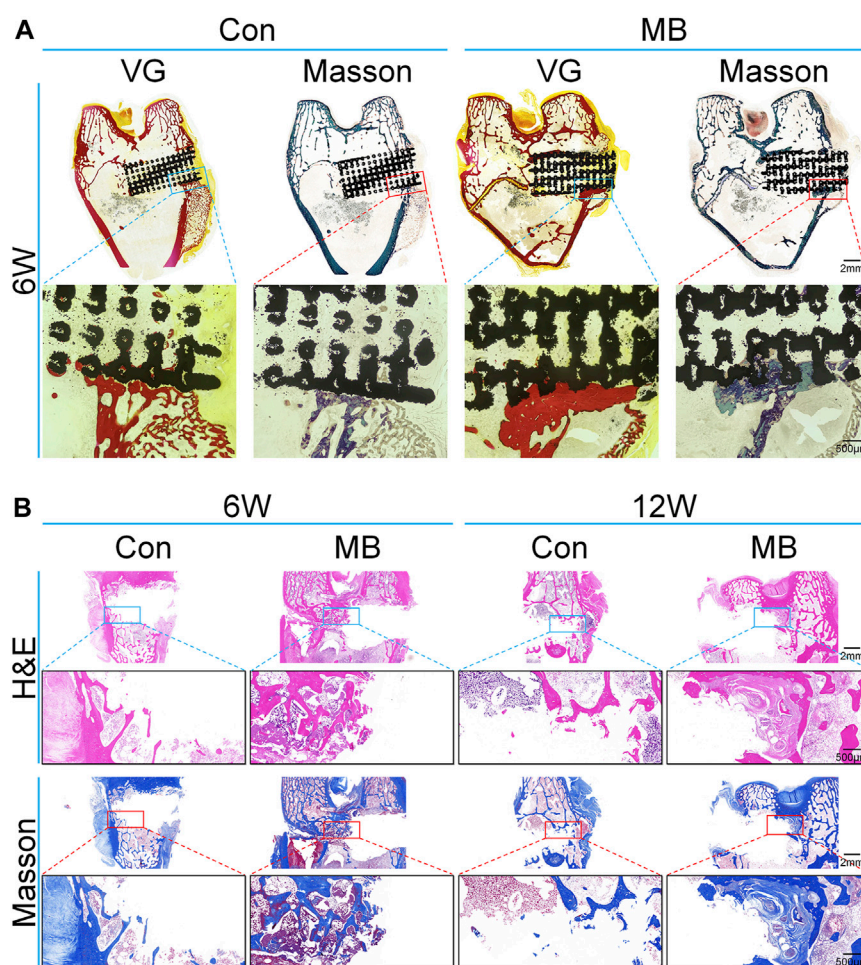 A
Con
MB
VG
Masson
VG
Masson
6W
2mm
500μm
B
6W
12W
Con
MB
Con
MB
H&E
2mm
500μm
Masson
2mm
500μm